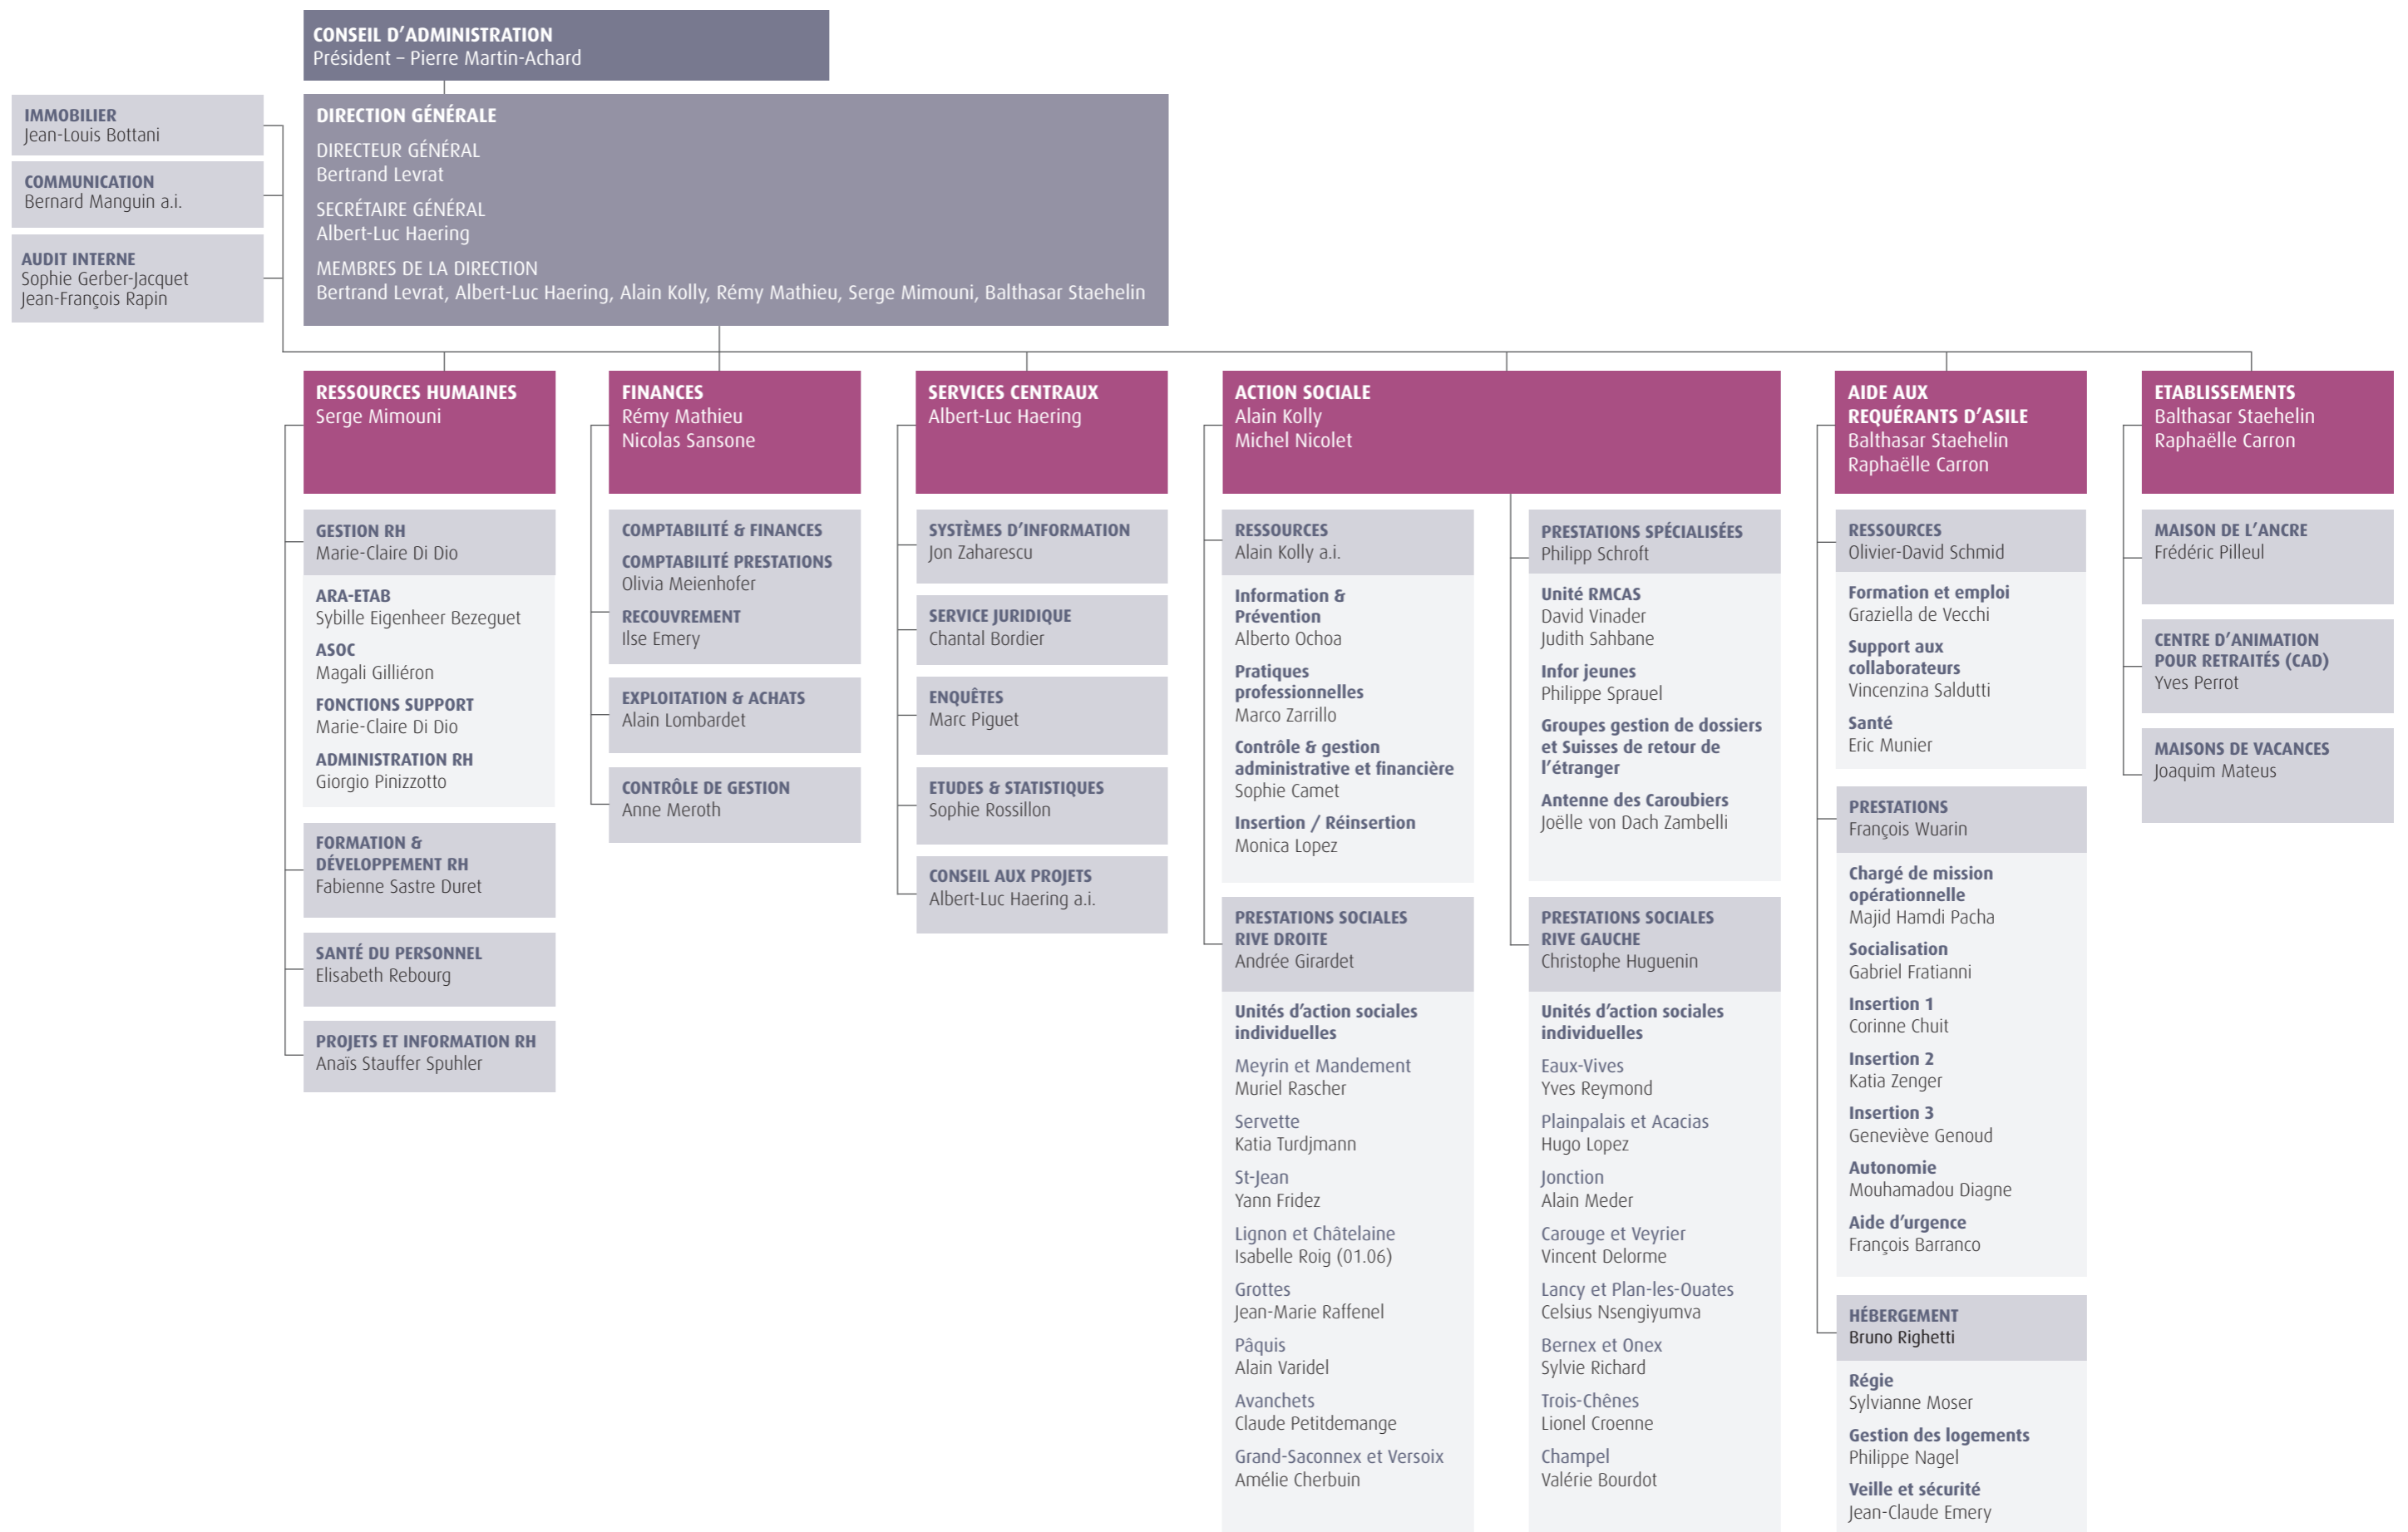 CONSEIL D’ADMINISTRATION
Président – Pierre Martin-Achard
IMMOBILIER
Jean-Louis Bottani
COMMUNICATION
Bernard Manguin a.i.
AUDIT INTERNE
Sophie Gerber-Jacquet
Jean-François Rapin
DIRECTION GÉNÉRALE
DIRECTEUR GÉNÉRAL
Bertrand Levrat
SECRÉTAIRE GÉNÉRAL
Albert-Luc Haering
MEMBRES DE LA DIRECTION
Bertrand Levrat, Albert-Luc Haering, Alain Kolly, Rémy Mathieu, Serge Mimouni, Balthasar Staehelin
RESSOURCES HUMAINES
Serge Mimouni
GESTION RH
Marie-Claire Di Dio
ARA-ETAB
Sybille Eigenheer Bezeguet
ASOC
Magali Gilliéron
FONCTIONS SUPPORT
Marie-Claire Di Dio
ADMINISTRATION RH
Giorgio Pinizzotto
FORMATION &
DÉVELOPPEMENT RH
Fabienne Sastre Duret
SANTÉ DU PERSONNEL
Elisabeth Rebourg
PROJETS ET INFORMATION RH
Anaïs Stauffer Spuhler
FINANCES
Rémy Mathieu
Nicolas Sansone
COMPTABILITÉ & FINANCES
COMPTABILITÉ PRESTATIONS
Olivia Meienhofer
RECOUVREMENT
Ilse Emery
EXPLOITATION & ACHATS
Alain Lombardet
CONTRÔLE DE GESTION
Anne Meroth
SERVICES CENTRAUX
Albert-Luc Haering
SYSTÈMES D’INFORMATION
Jon Zaharescu
SERVICE JURIDIQUE
Chantal Bordier
ENQUÊTES
Marc Piguet
ETUDES & STATISTIQUES
Sophie Rossillon
CONSEIL AUX PROJETS
Albert-Luc Haering a.i.
ACTION SOCIALE
Alain Kolly
Michel Nicolet
RESSOURCES
Alain Kolly a.i.
Information &
Prévention
Alberto Ochoa
Pratiques
professionnelles
Marco Zarrillo
Contrôle & gestion
administrative et financière
Sophie Camet
Insertion / Réinsertion
Monica Lopez
PRESTATIONS SOCIALES
RIVE DROITE
Andrée Girardet
Unités d’action sociales
individuelles
Meyrin et Mandement
Muriel Rascher
Servette
Katia Turdjmann
St-Jean
Yann Fridez
Lignon et Châtelaine
Isabelle Roig (01.06)
Grottes
Jean-Marie Raffenel
Pâquis
Alain Varidel
Avanchets
Claude Petitdemange
Grand-Saconnex et Versoix
Amélie Cherbuin
PRESTATIONS SPÉCIALISÉES
Philipp Schroft
Unité RMCAS
David Vinader
Judith Sahbane
Infor jeunes
Philippe Sprauel
Groupes gestion de dossiers
et Suisses de retour de
l’étranger
Antenne des Caroubiers
Joëlle von Dach Zambelli
PRESTATIONS SOCIALES
RIVE GAUCHE
Christophe Huguenin
Unités d’action sociales
individuelles
Eaux-Vives
Yves Reymond
Plainpalais et Acacias
Hugo Lopez
Jonction
Alain Meder
Carouge et Veyrier
Vincent Delorme
Lancy et Plan-les-Ouates
Celsius Nsengiyumva
Bernex et Onex
Sylvie Richard
Trois-Chênes
Lionel Croenne
Champel
Valérie Bourdot
AIDE AUX
REQUÉRANTS D’ASILE
Balthasar Staehelin
Raphaëlle Carron
RESSOURCES
Olivier-David Schmid
Formation et emploi
Graziella de Vecchi
Support aux
collaborateurs
Vincenzina Saldutti
Santé
Eric Munier
PRESTATIONS
François Wuarin
Chargé de mission
opérationnelle
Majid Hamdi Pacha
Socialisation
Gabriel Fratianni
Insertion 1
Corinne Chuit
Insertion 2
Katia Zenger
Insertion 3
Geneviève Genoud
Autonomie
Mouhamadou Diagne
Aide d’urgence
François Barranco
HÉBERGEMENT
Bruno Righetti
Régie
Sylvianne Moser
Gestion des logements
Philippe Nagel
Veille et sécurité
Jean-Claude Emery
ETABLISSEMENTS
Balthasar Staehelin
Raphaëlle Carron
MAISON DE L’ANCRE
Frédéric Pilleul
CENTRE D’ANIMATION
POUR RETRAITÉS (CAD)
Yves Perrot
MAISONS DE VACANCES
Joaquim Mateus